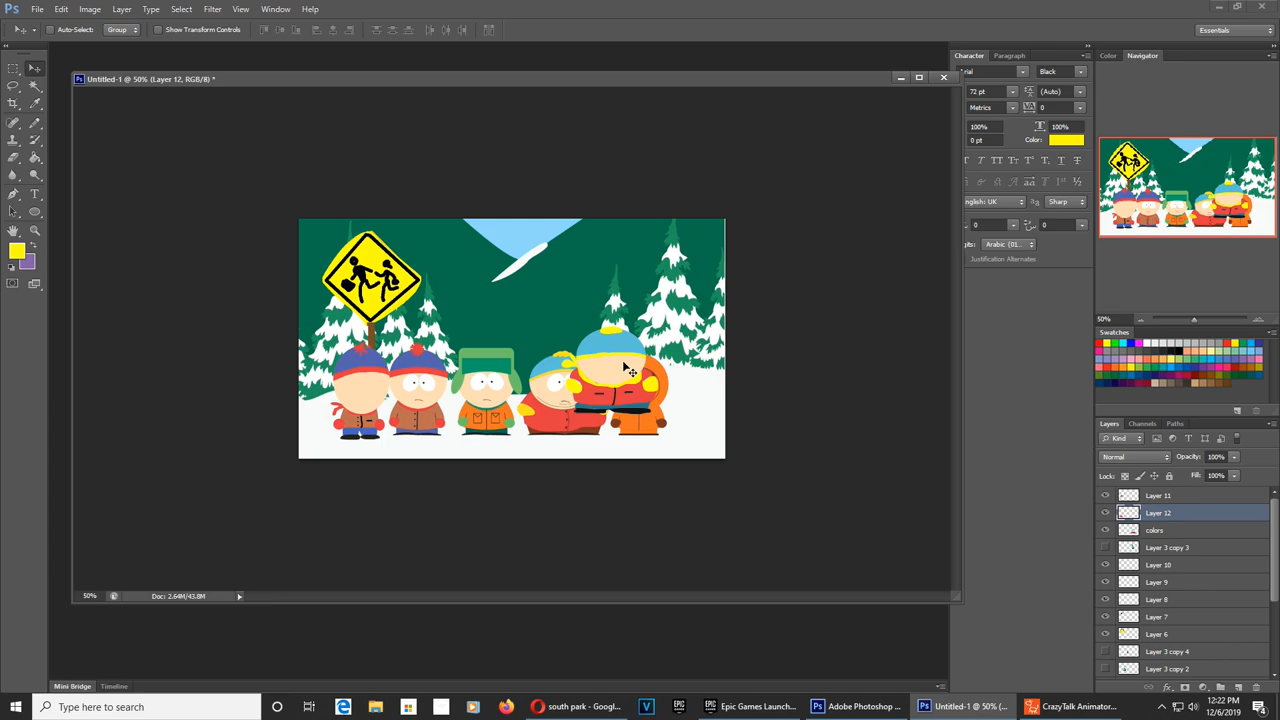 Ps File Edit Image Layer Type Select Filter View Window Help
Auto-Select: Group Show Transform Controls Essentials
Untitled-1 @ 50% (Layer 12, RGB/8) *
Character Paragraph
Color Navigator
Arial Black
72 pt (Auto)
Metrics 0
100% 100%
0 pt Color:
English: UK Sharp
0 0
Arabic (01...
Justification Alternates
50%
Swatches
Layers Channels Paths
Kind
Normal Opacity: 100%
Lock: Fill: 100%
Layer 11
Layer 12
colors
Layer 3 copy 3
Layer 10
Layer 9
Layer 8
Layer 7
Layer 6
Layer 3 copy 4
Layer 3 copy 2
50% Doc: 2.64M/43.8M
Mini Bridge Timeline
Type here to search
south park - Googl...
Epic Games Launch...
Adobe Photoshop ...
Untitled-1 @ 50% (...
CrazyTalk Animator...
12:22 PM
12/6/2019